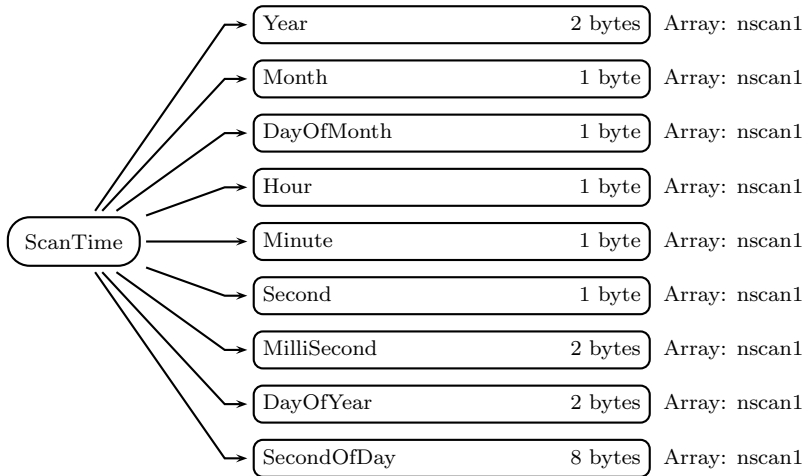 Year 2 bytes Array: nscan1
Month 1 byte Array: nscan1
DayOfMonth 1 byte Array: nscan1
Hour 1 byte Array: nscan1
ScanTime
Minute 1 byte Array: nscan1
Second 1 byte Array: nscan1
MilliSecond 2 bytes Array: nscan1
DayOfYear 2 bytes Array: nscan1
SecondOfDay 8 bytes Array: nscan1